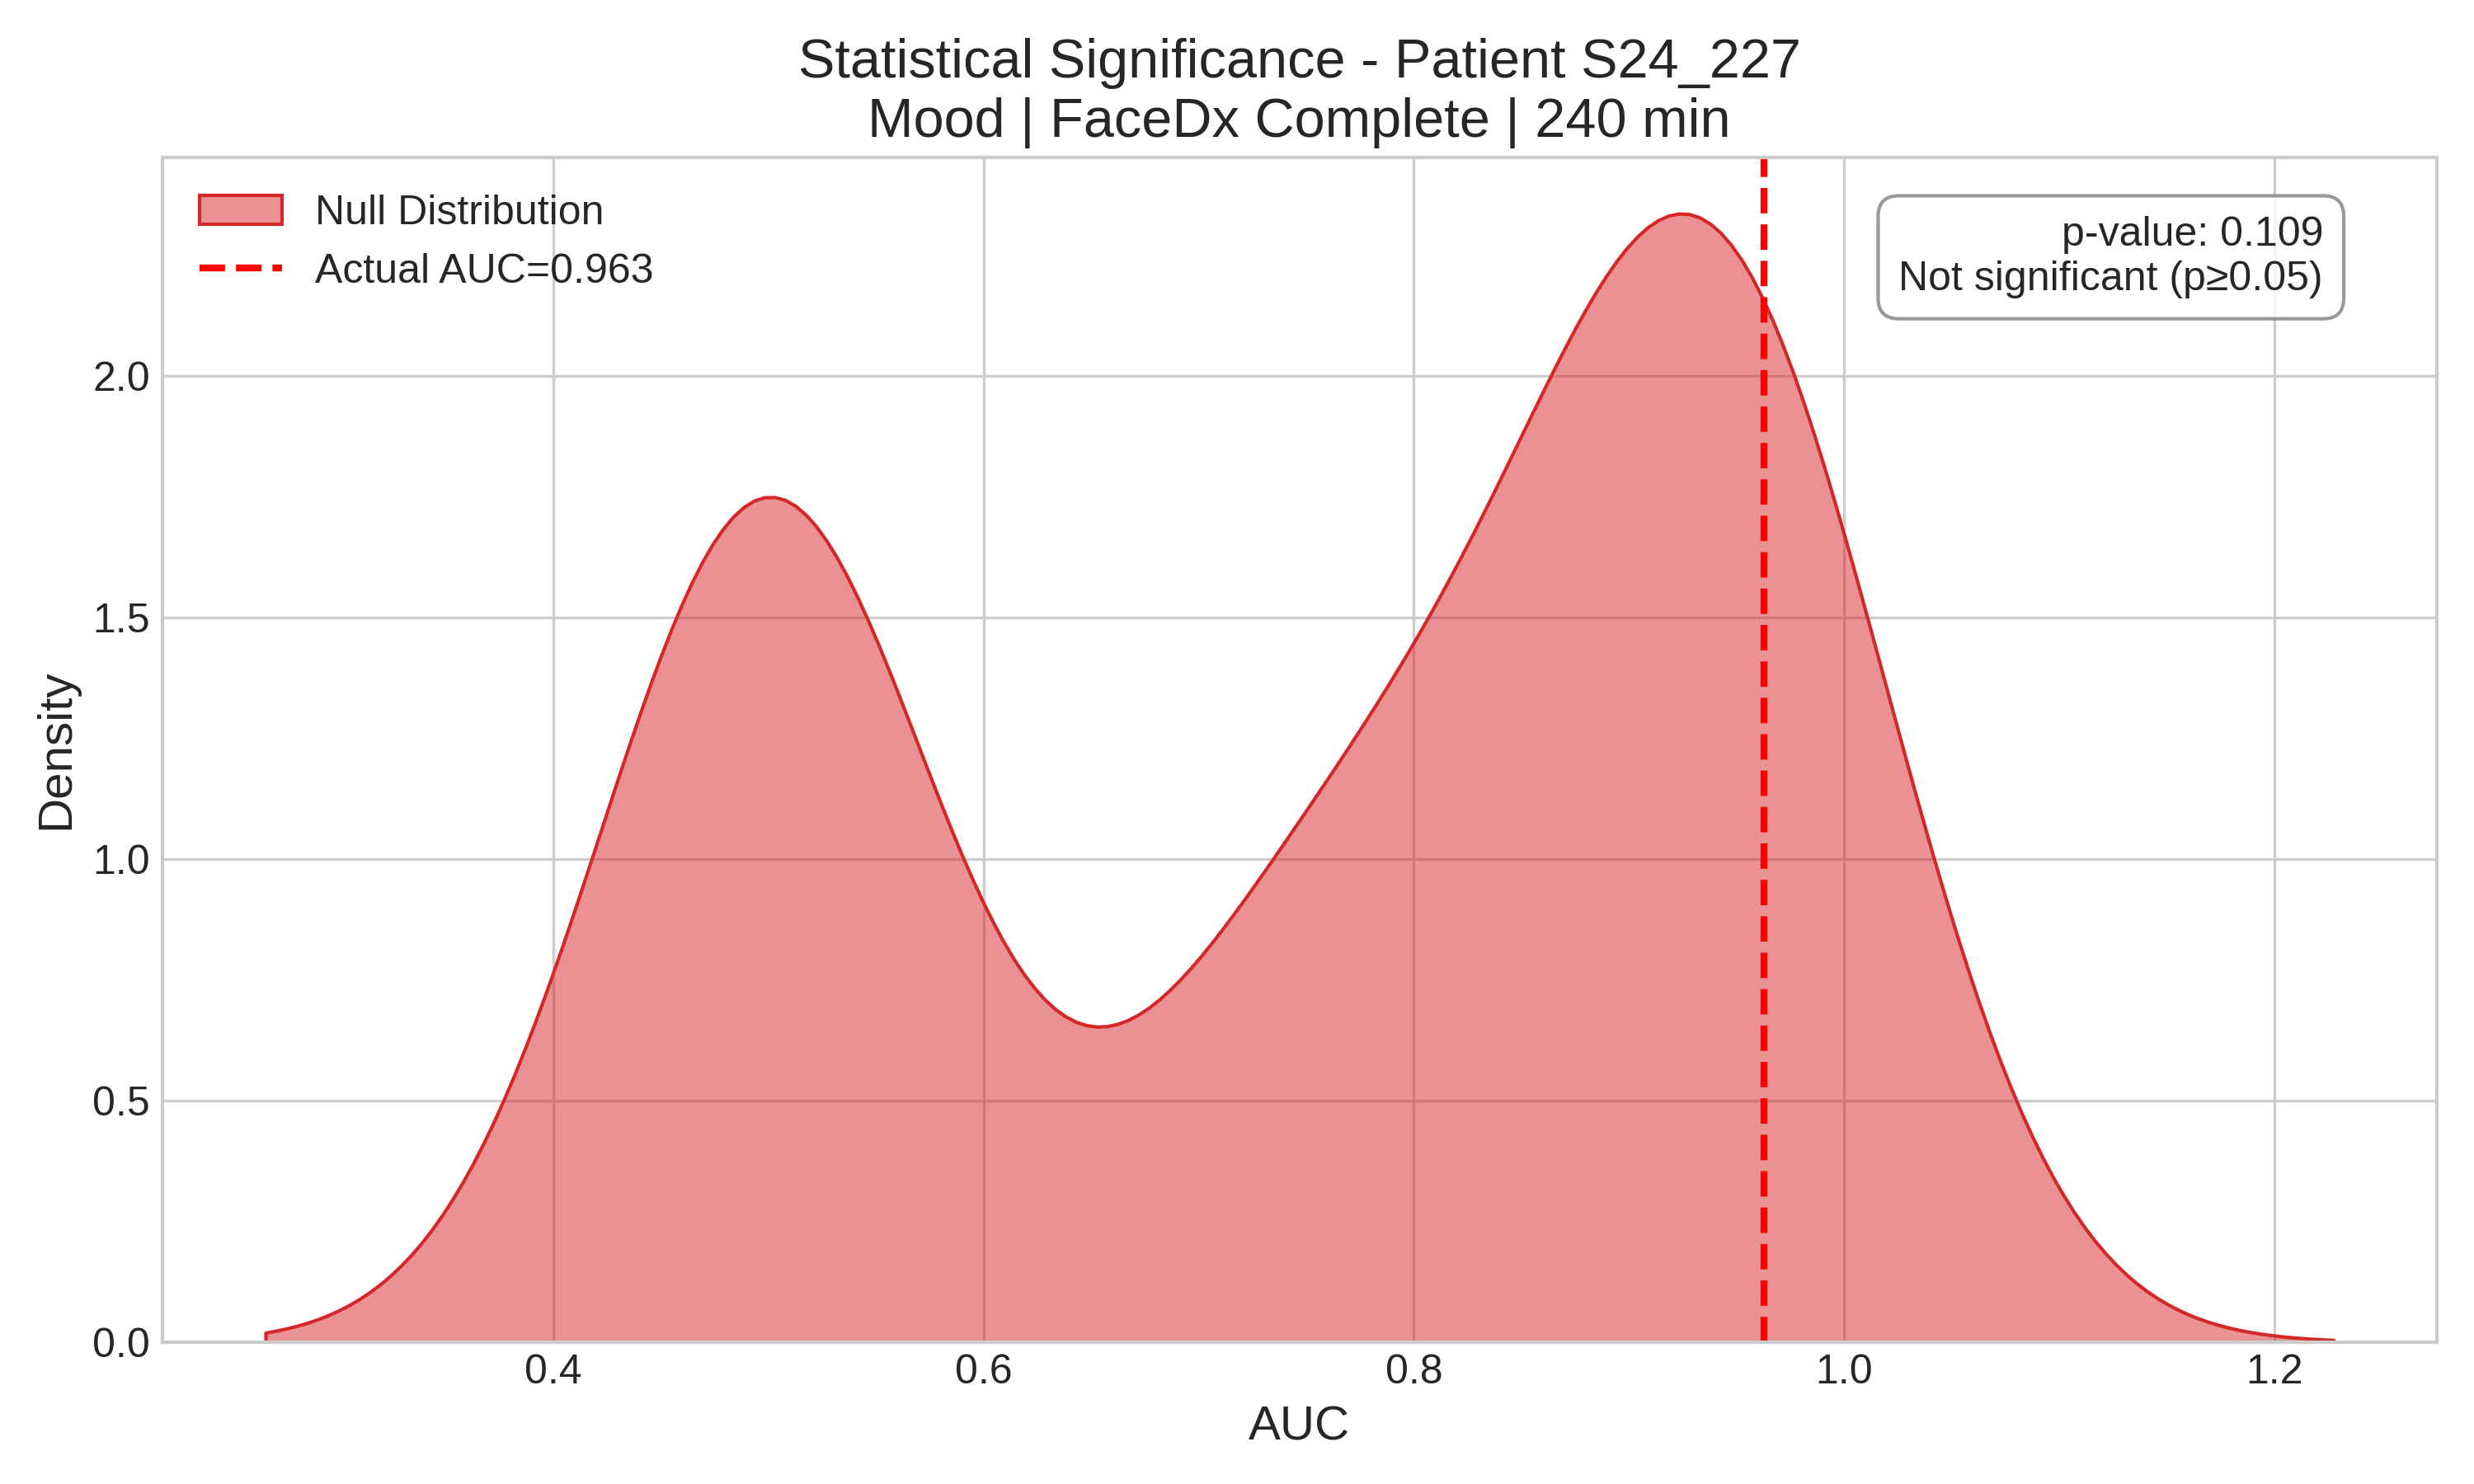 Statistical Significance - Patient S24_227
Mood | FaceDx Complete | 240 min
Null Distribution
Actual AUC=0.963
p-value: 0.109
Not significant (p≥0.05)
Density
2.0
1.5
1.0
0.5
0.0
0.4
0.6
0.8
1.0
1.2
AUC